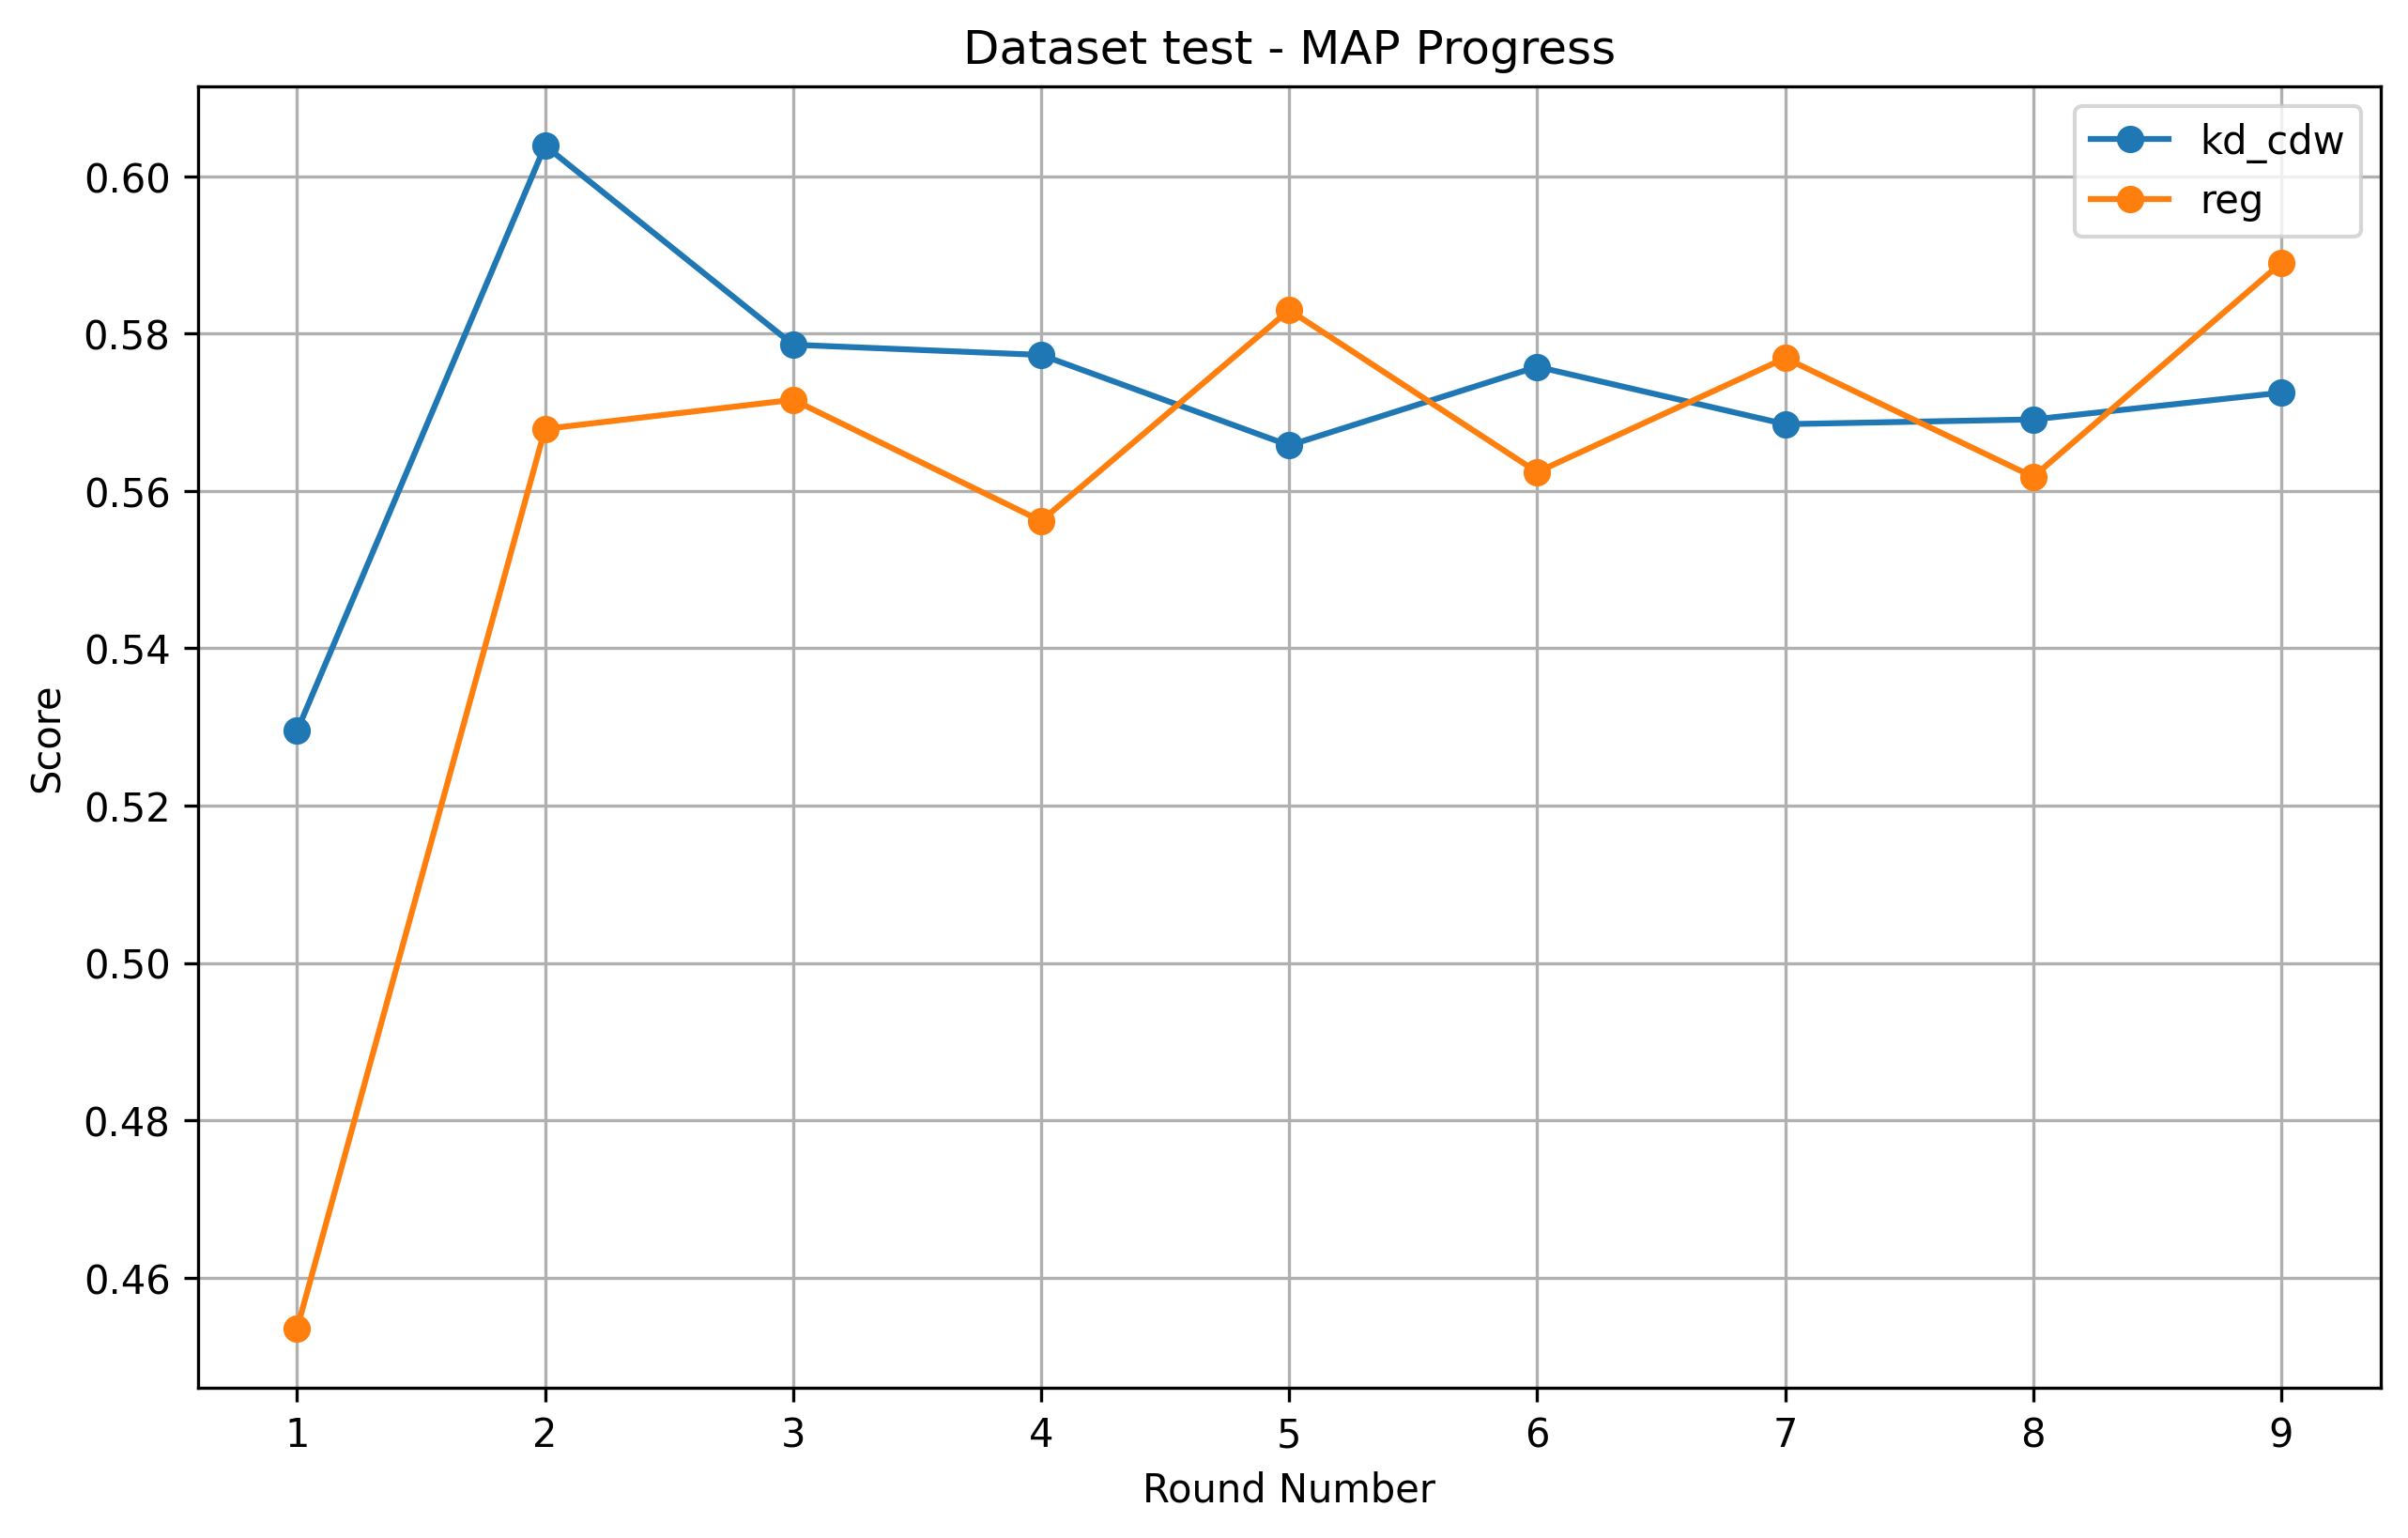 Dataset test - MAP Progress
kd_cdw
reg
0.60
0.58
0.56
0.54
0.52
0.50
0.48
0.46
Score
1 2 3 4 5 6 7 8 9
Round Number